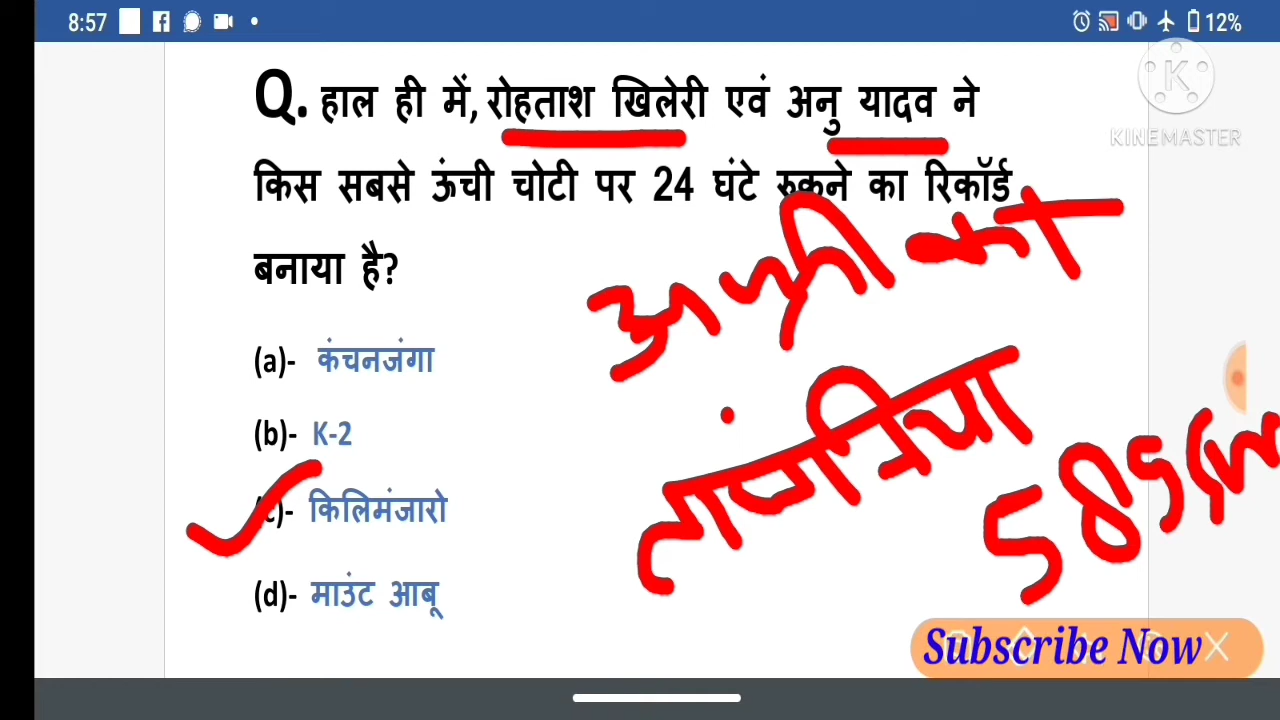 8:57 12%
KINEMASTER
Q. हाल ही में, रोहताश खिलेरी एवं अनु यादव ने
किस सबसे ऊंची चोटी पर 24 घंटे रुकने का रिकॉर्ड
बनाया है?
अफ्रीका
(a)- कंचनजंगा
(b)- K-2
(c)- किलिमंजारो
(d)- माउंट आबू
Subscribe Now